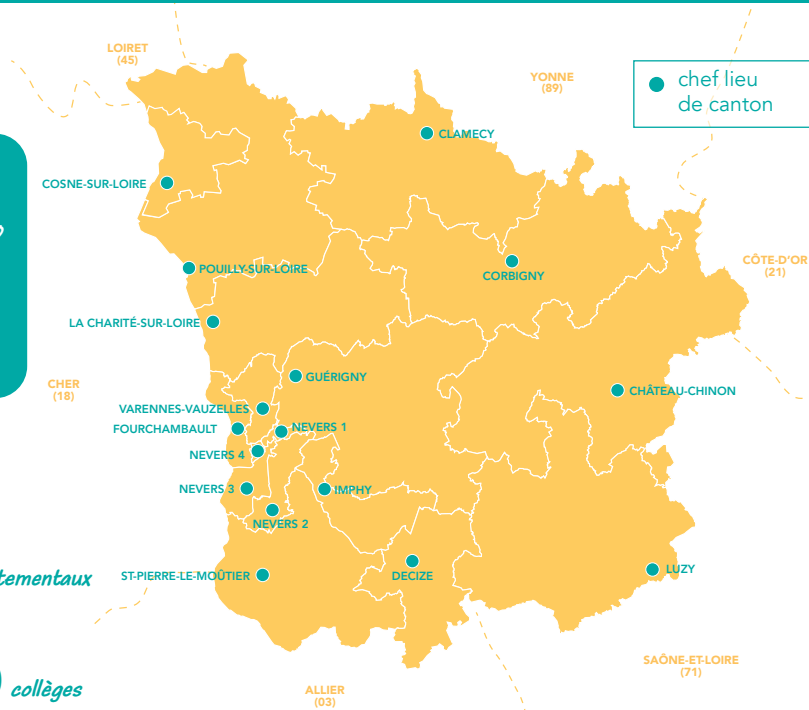 LOIRET
(45)
YONNE
(89)
chef lieu
de canton
CLAMECY
COSNE-SUR-LOIRE
CÔTE-D'OR
(21)
POUILLY-SUR-LOIRE
CORBIGNY
LA CHARITÉ-SUR-LOIRE
GUÉRIGNY
CHER
(18)
CHÂTEAU-CHINON
VARENNES-VAUZELLES
FOURCHAMBAULT
NEVERS 1
NEVERS 4
NEVERS 3
IMPHY
NEVERS 2
tementaux
ST-PIERRE-LE-MOÛTIER
DECIZE
LUZY
SAÔNE-ET-LOIRE
(71)
collèges
ALLIER
(03)